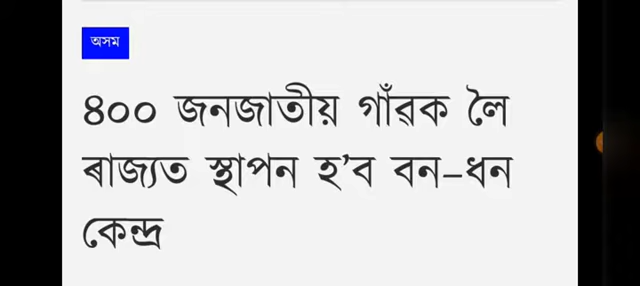 অসম
৪০০ জনজাতীয় গাঁৱক লৈ
ৰাজ্যত স্থাপন হ’ব বন-ধন
কেন্দ্ৰ